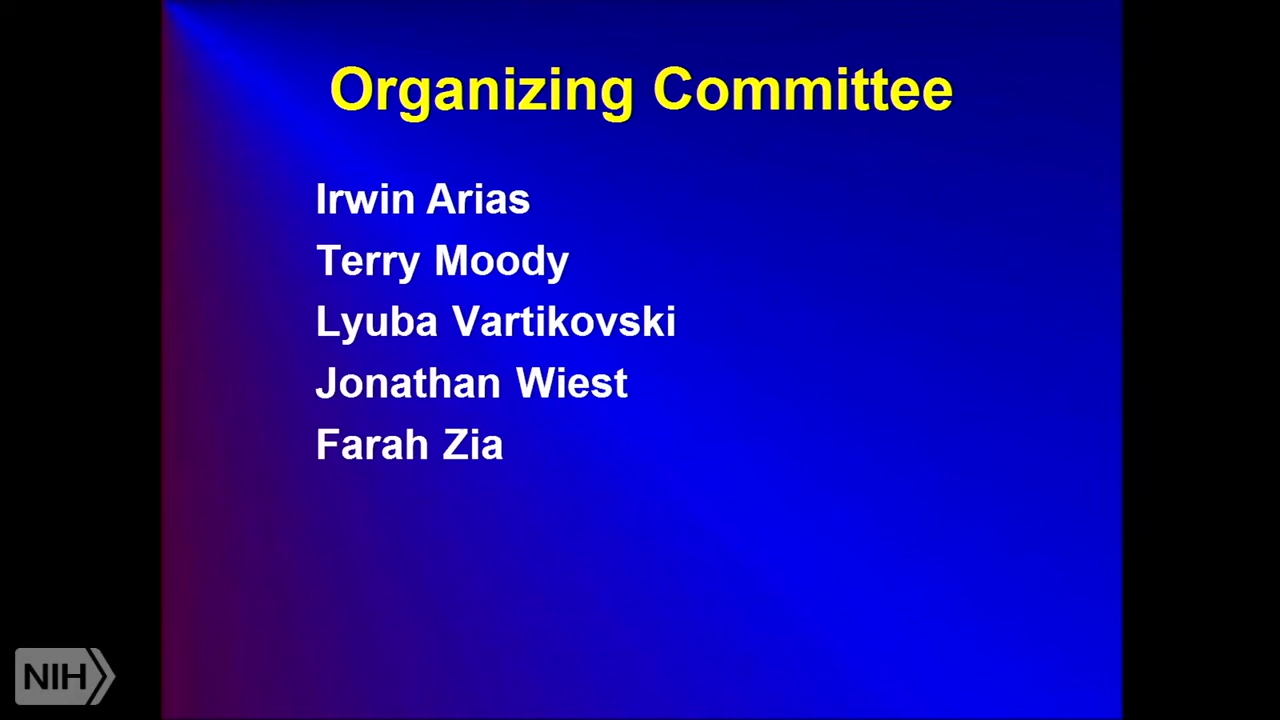 Organizing Committee
Irwin Arias
Terry Moody
Lyuba Vartikovski
Jonathan Wiest
Farah Zia
NIH